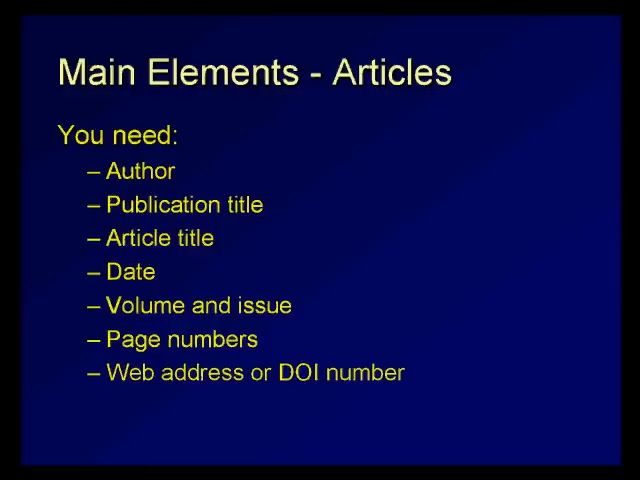 Main Elements - Articles
You need:
– Author
– Publication title
– Article title
– Date
– Volume and issue
– Page numbers
– Web address or DOI number